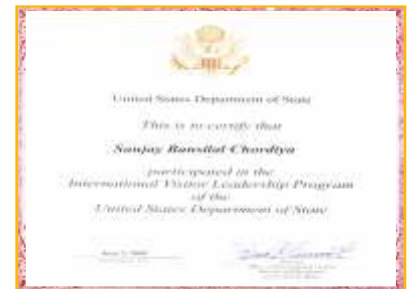 United States Department of State
This is to certify that
Sanjay Bansilal Chordiya
participated in the
International Visitor Leadership Program
of the
United States Department of State